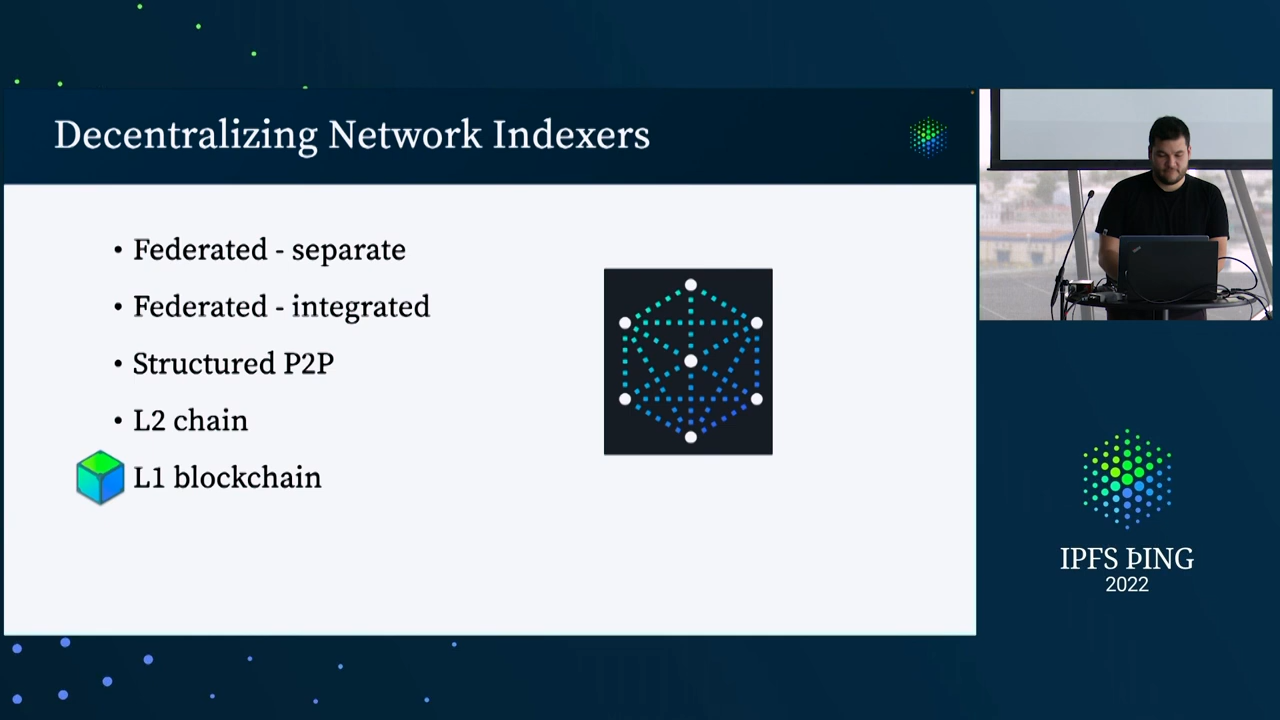 Decentralizing Network Indexers
• Federated - separate
• Federated - integrated
• Structured P2P
• L2 chain
L1 blockchain
IPFS ÞING
2022